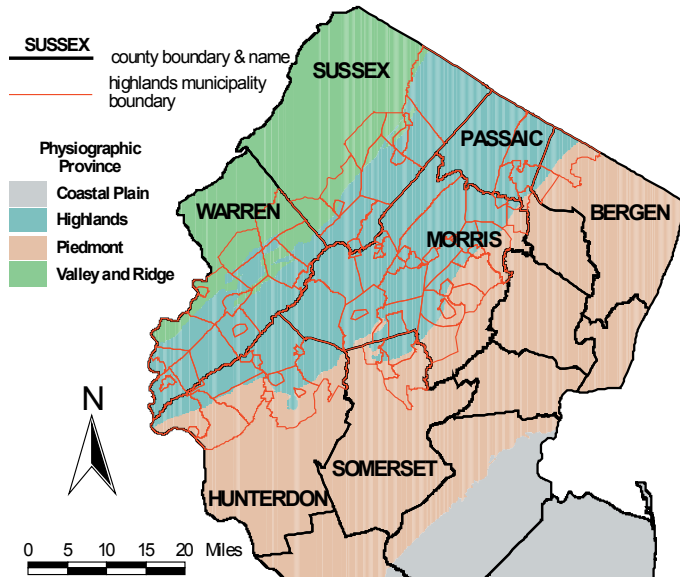 SUSSEX
county boundary & name
highlands municipality
boundary
Physiographic
Province
Coastal Plain
Highlands
Piedmont
Valley and Ridge
SUSSEX
PASSAIC
WARREN
BERGEN
MORRIS
N
SOMERSET
HUNTERDON
0 5 10 15 20 Miles